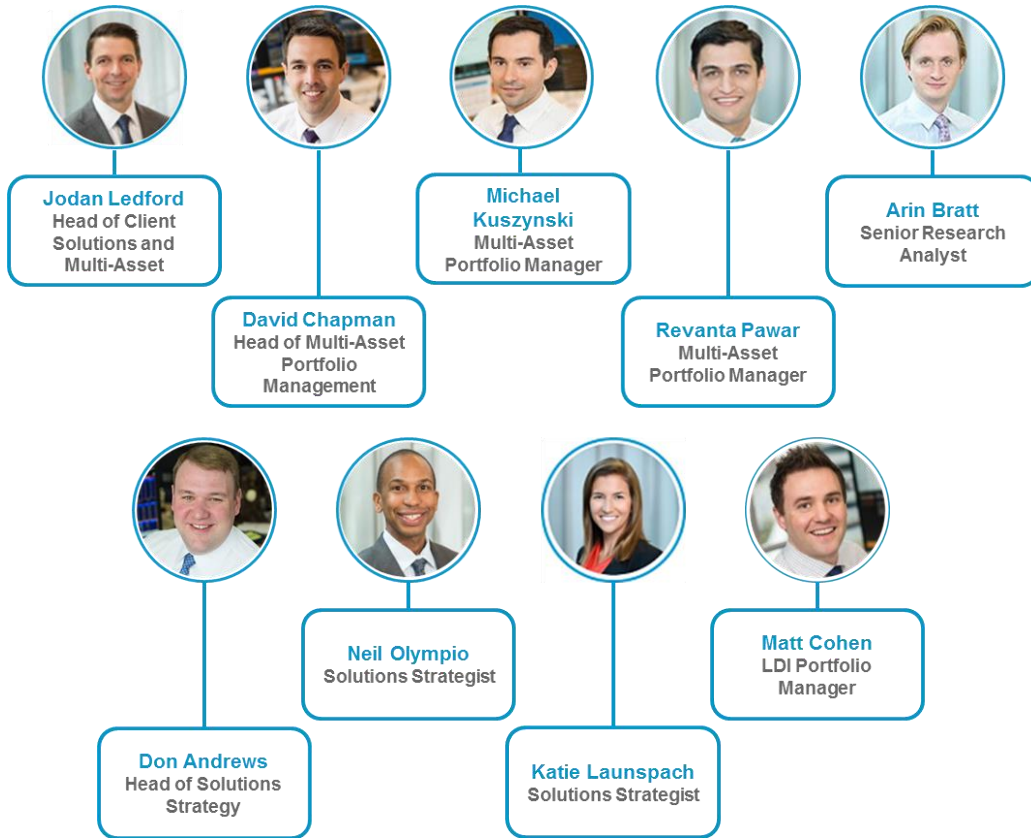 Jodan Ledford
Head of Client
Solutions and
Multi-Asset
David Chapman
Head of Multi-Asset
Portfolio
Management
Michael
Kuszynski
Multi-Asset
Portfolio Manager
Revanta Pawar
Multi-Asset
Portfolio Manager
Arin Bratt
Senior Research
Analyst
Don Andrews
Head of Solutions
Strategy
Neil Olympio
Solutions Strategist
Katie Launspach
Solutions Strategist
Matt Cohen
LDI Portfolio
Manager